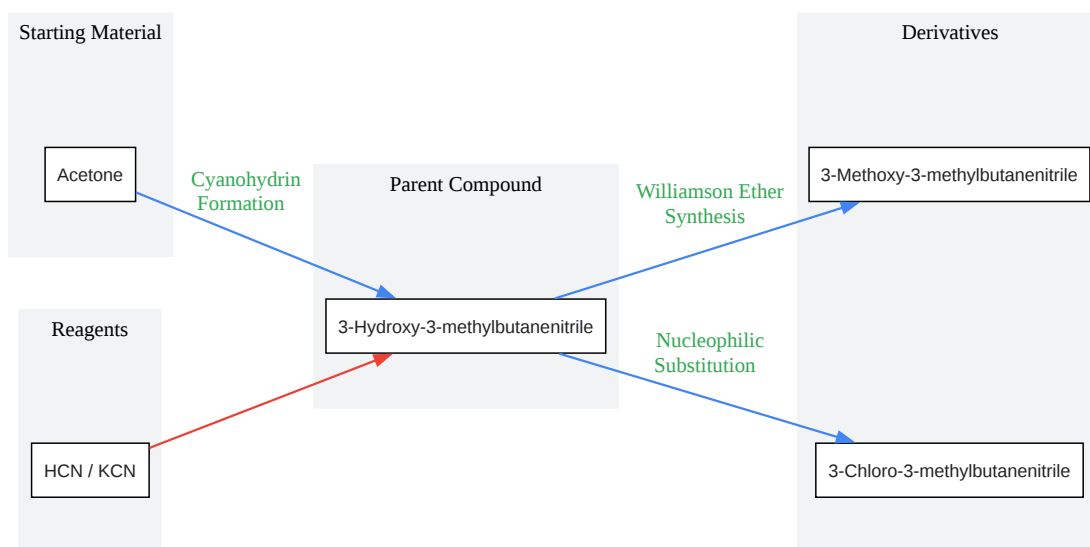 Starting Material
Acetone
Reagents
HCN / KCN
Cyanohydrin
Formation
Parent Compound
3-Hydroxy-3-methylbutanenitrile
Williamson Ether
Synthesis
Nucleophilic
Substitution
Derivatives
3-Methoxy-3-methylbutanenitrile
3-Chloro-3-methylbutanenitrile